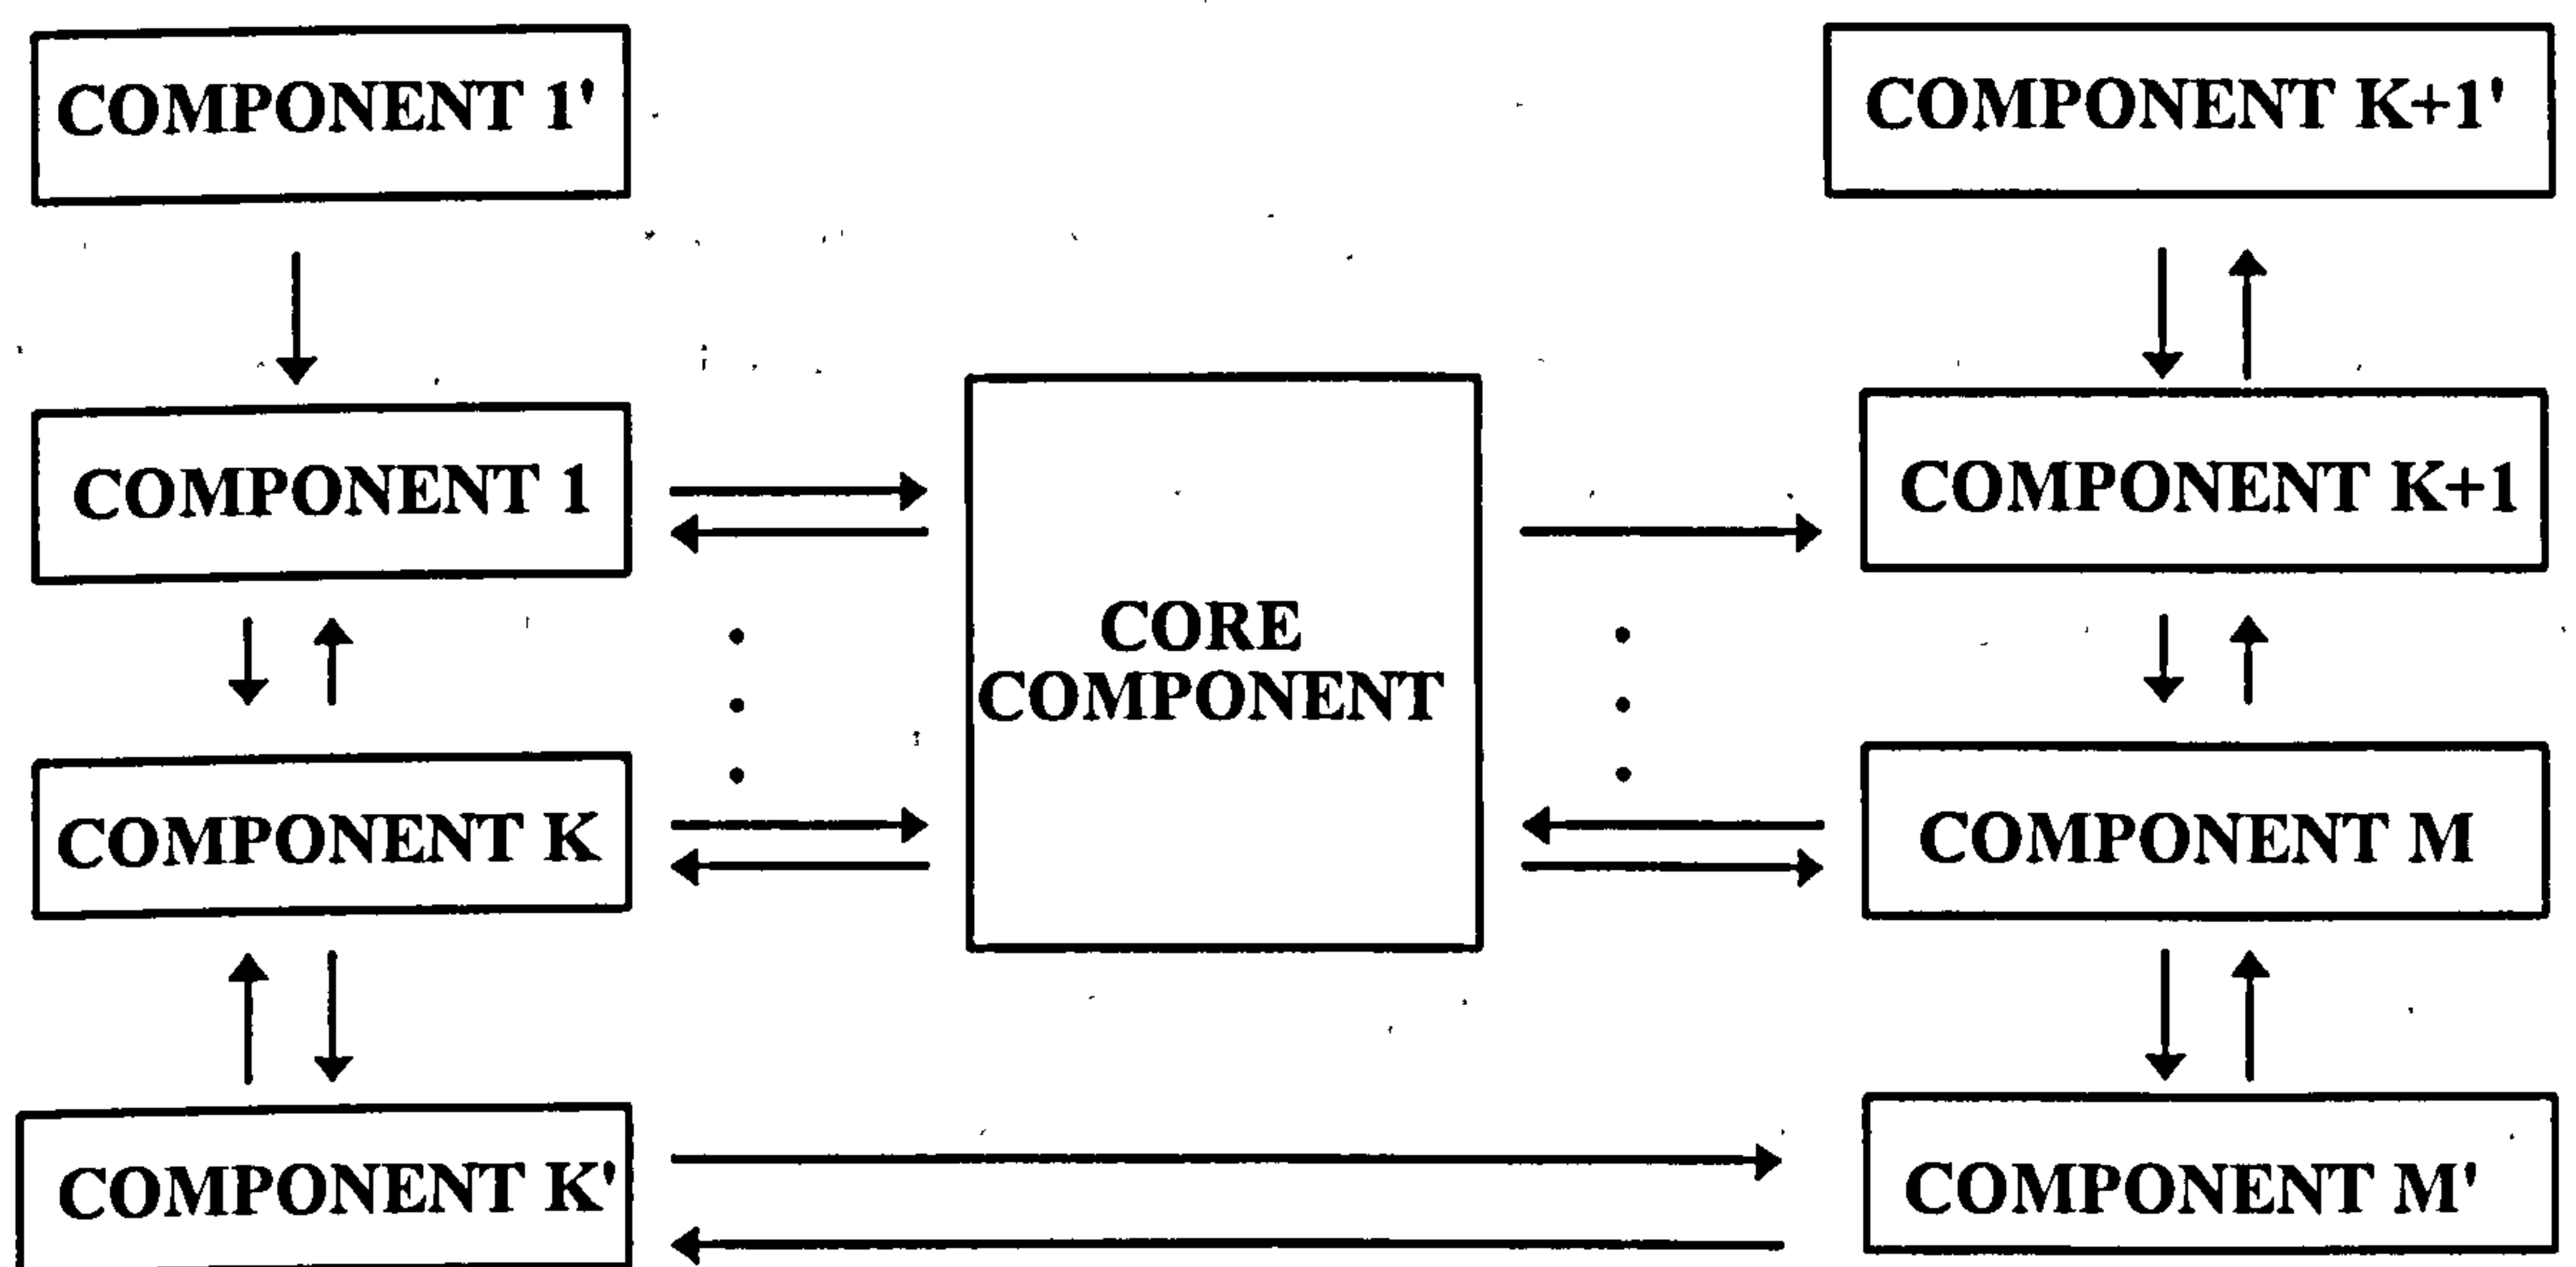 COMPONENT 1'
COMPONENT K+1'
COMPONENT 1
COMPONENT K+1
CORE
COMPONENT
COMPONENT K
COMPONENT M
COMPONENT K'
COMPONENT M'